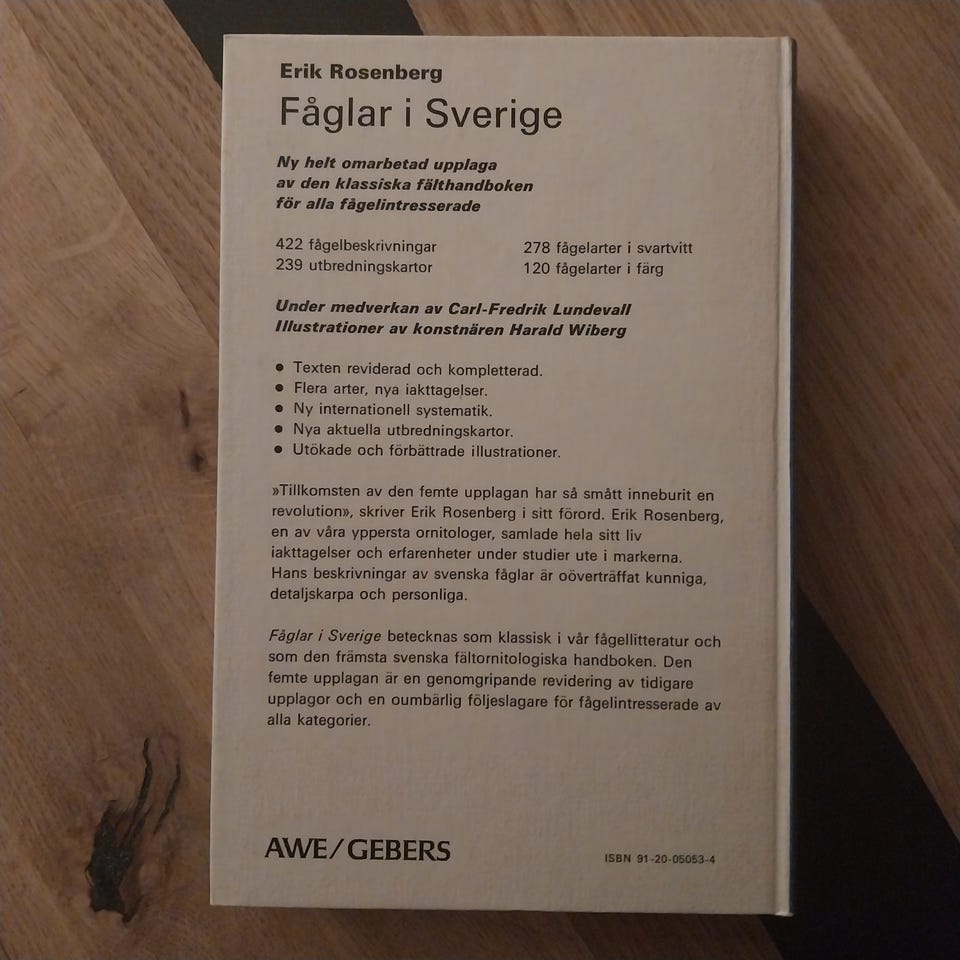 Erik Rosenberg
Fåglar i Sverige
Ny helt omarbetad upplaga
av den klassiska fälthandboken
för alla fågelintresserade
422 fågelbeskrivningar
239 utbredningskartor
278 fågelarter i svartvitt
120 fågelarter i färg
Under medverkan av Carl-Fredrik Lundevall
Illustrationer av konstnären Harald Wiberg
● Texten reviderad och kompletterad.
● Flera arter, nya iakttagelser.
● Ny internationell systematik.
● Nya aktuella utbredningskartor.
● Utökade och förbättrade illustrationer.
»Tillkomsten av den femte upplagan har så smått inneburit en
revolution», skriver Erik Rosenberg i sitt förord. Erik Rosenberg,
en av våra yppersta ornitologer, samlade hela sitt liv
iakttagelser och erfarenheter under studier ute i markerna.
Hans beskrivningar av svenska fåglar är oöverträffat kunniga,
detaljskarpa och personliga.
Fåglar i Sverige betecknas som klassisk i vår fågellitteratur och
som den främsta svenska fältornitologiska handboken. Den
femte upplagan är en genomgripande revidering av tidigare
upplagor och en oumbärlig följeslagare för fågelintresserade av
alla kategorier.
AWE/GEBERS
ISBN 91-20-05053-4